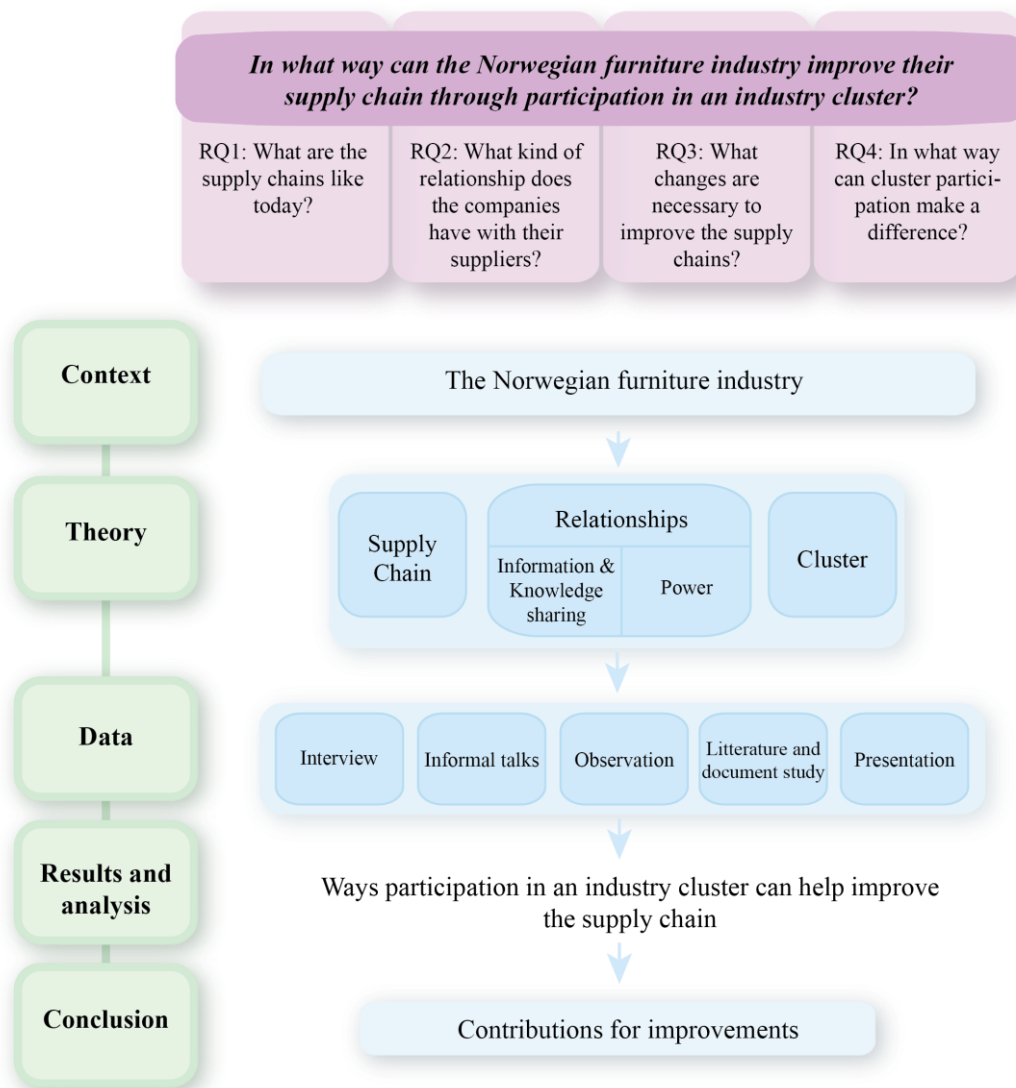 In what way can the Norwegian furniture industry improve their
supply chain through participation in an industry cluster?
RQ1: What are the
supply chains like
today?
RQ2: What kind of
relationship does
the companies
have with their
suppliers?
RQ3: What
changes are
necessary to
improve the supply
chains?
RQ4: In what way
can cluster partici-
pation make a
difference?
Context
The Norwegian furniture industry
Theory
Supply
Chain
Relationships
Information &
Knowledge
sharing
Power
Cluster
Data
Interview
Informal talks
Observation
Litterature and
document study
Presentation
Results and
analysis
Ways participation in an industry cluster can help improve
the supply chain
Conclusion
Contributions for improvements